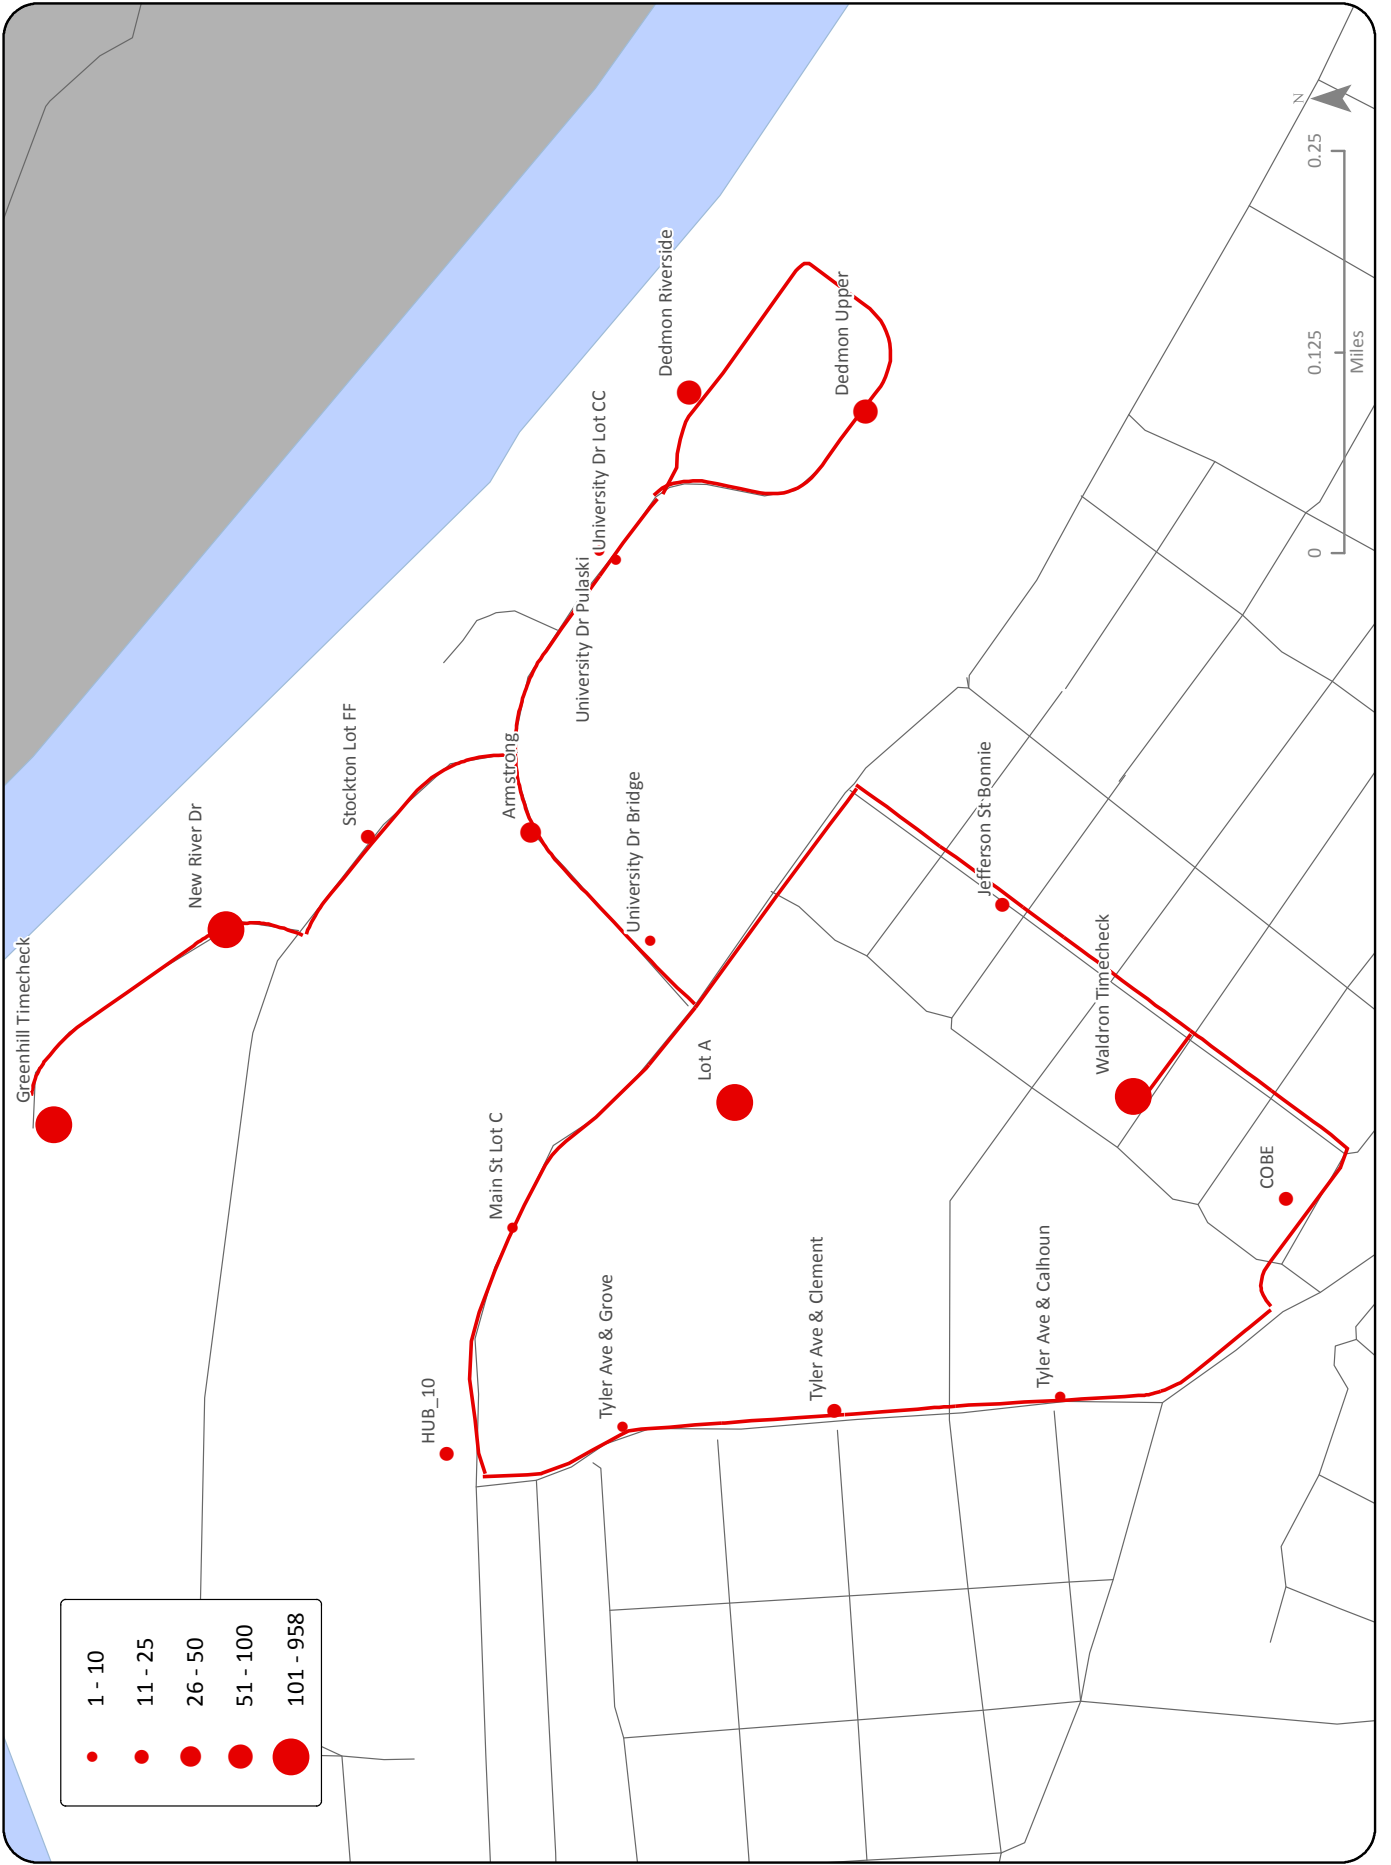 Greenhill Timecheck
New River Dr
Stockton Lot FF
HUB_10
Main St Lot C
Armstrong
University Dr Pulaski
University Dr Lot CC
Tyler Ave & Grove
University Dr Bridge
Dedmon Riverside
Lot A
Tyler Ave & Clement
Dedmon Upper
Jefferson St Bonnie
Tyler Ave & Calhoun
Waldron Timecheck
COBE
1 - 10
11 - 25
26 - 50
51 - 100
101 - 958
N
0 0.125 0.25
Miles